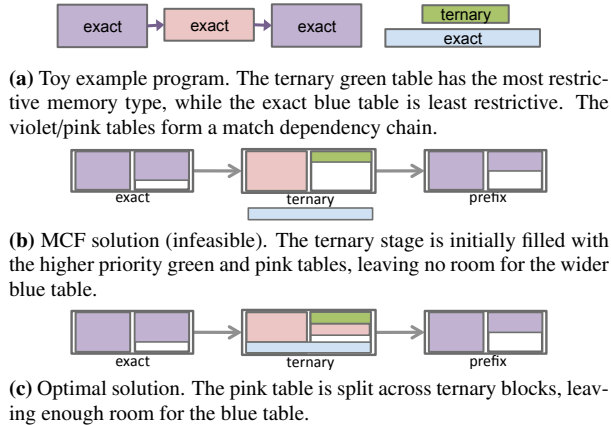 exact exact exact ternary
exact
(a) Toy example program. The ternary green table has the most restric-
tive memory type, while the exact blue table is least restrictive. The
violet/pink tables form a match dependency chain.
exact ternary prefix
(b) MCF solution (infeasible). The ternary stage is initially filled with
the higher priority green and pink tables, leaving no room for the wider
blue table.
exact ternary prefix
(c) Optimal solution. The pink table is split across ternary blocks, leav-
ing enough room for the blue table.